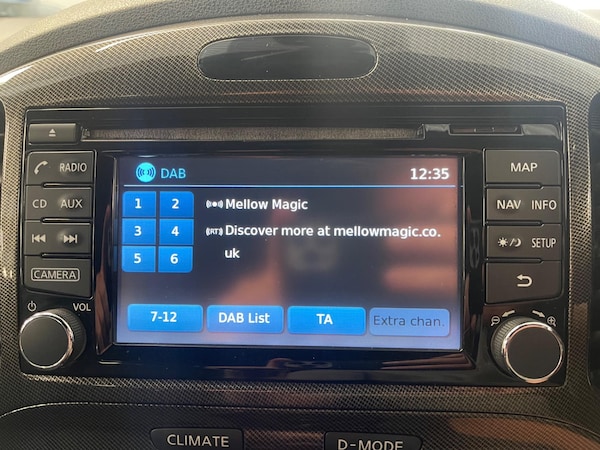 DAB
12:35
1
2
Mellow Magic
3
4
(RT) Discover more at mellowmagic.co.
uk
5
6
7-12
DAB List
TA
Extra chan.
RADIO
CD
AUX
CAMERA
VOL
MAP
NAV
INFO
SETUP
CLIMATE
D-MODE